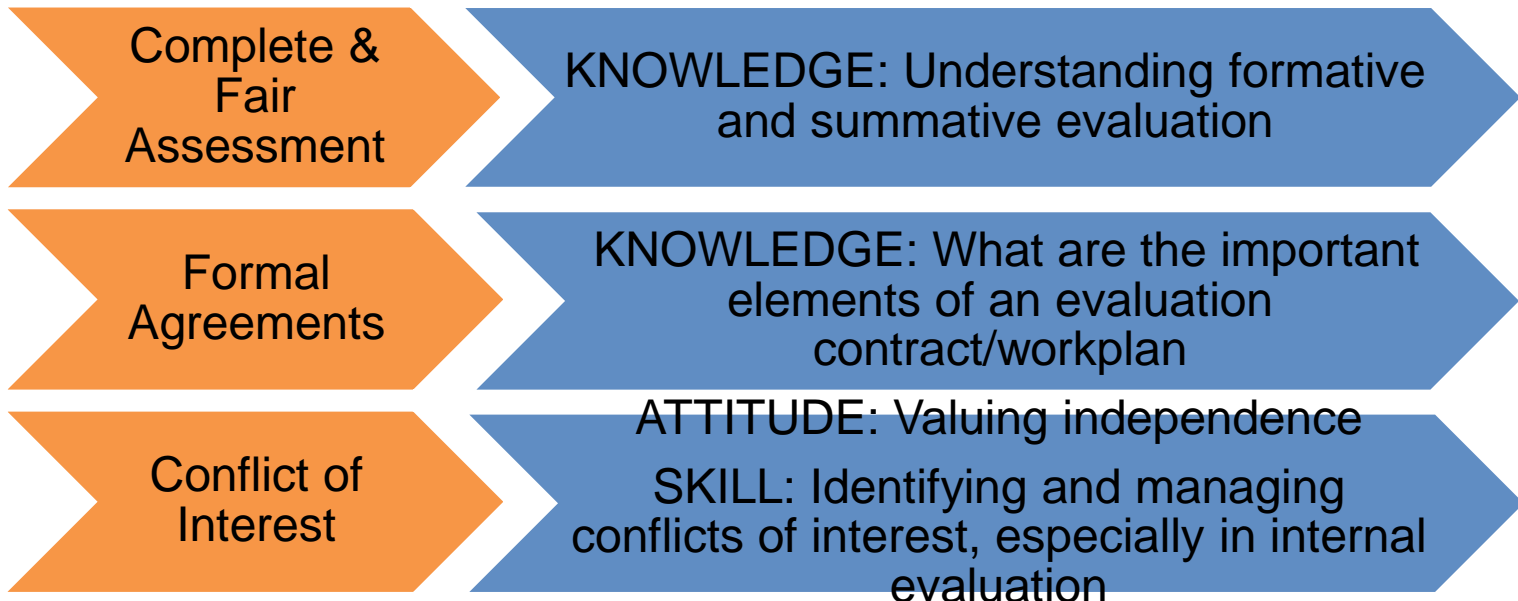 Complete &
Fair
Assessment
KNOWLEDGE: Understanding formative
and summative evaluation
Formal
Agreements
KNOWLEDGE: What are the important
elements of an evaluation
contract/workplan
Conflict of
Interest
ATTITUDE: Valuing independence
SKILL: Identifying and managing
conflicts of interest, especially in internal
evaluation